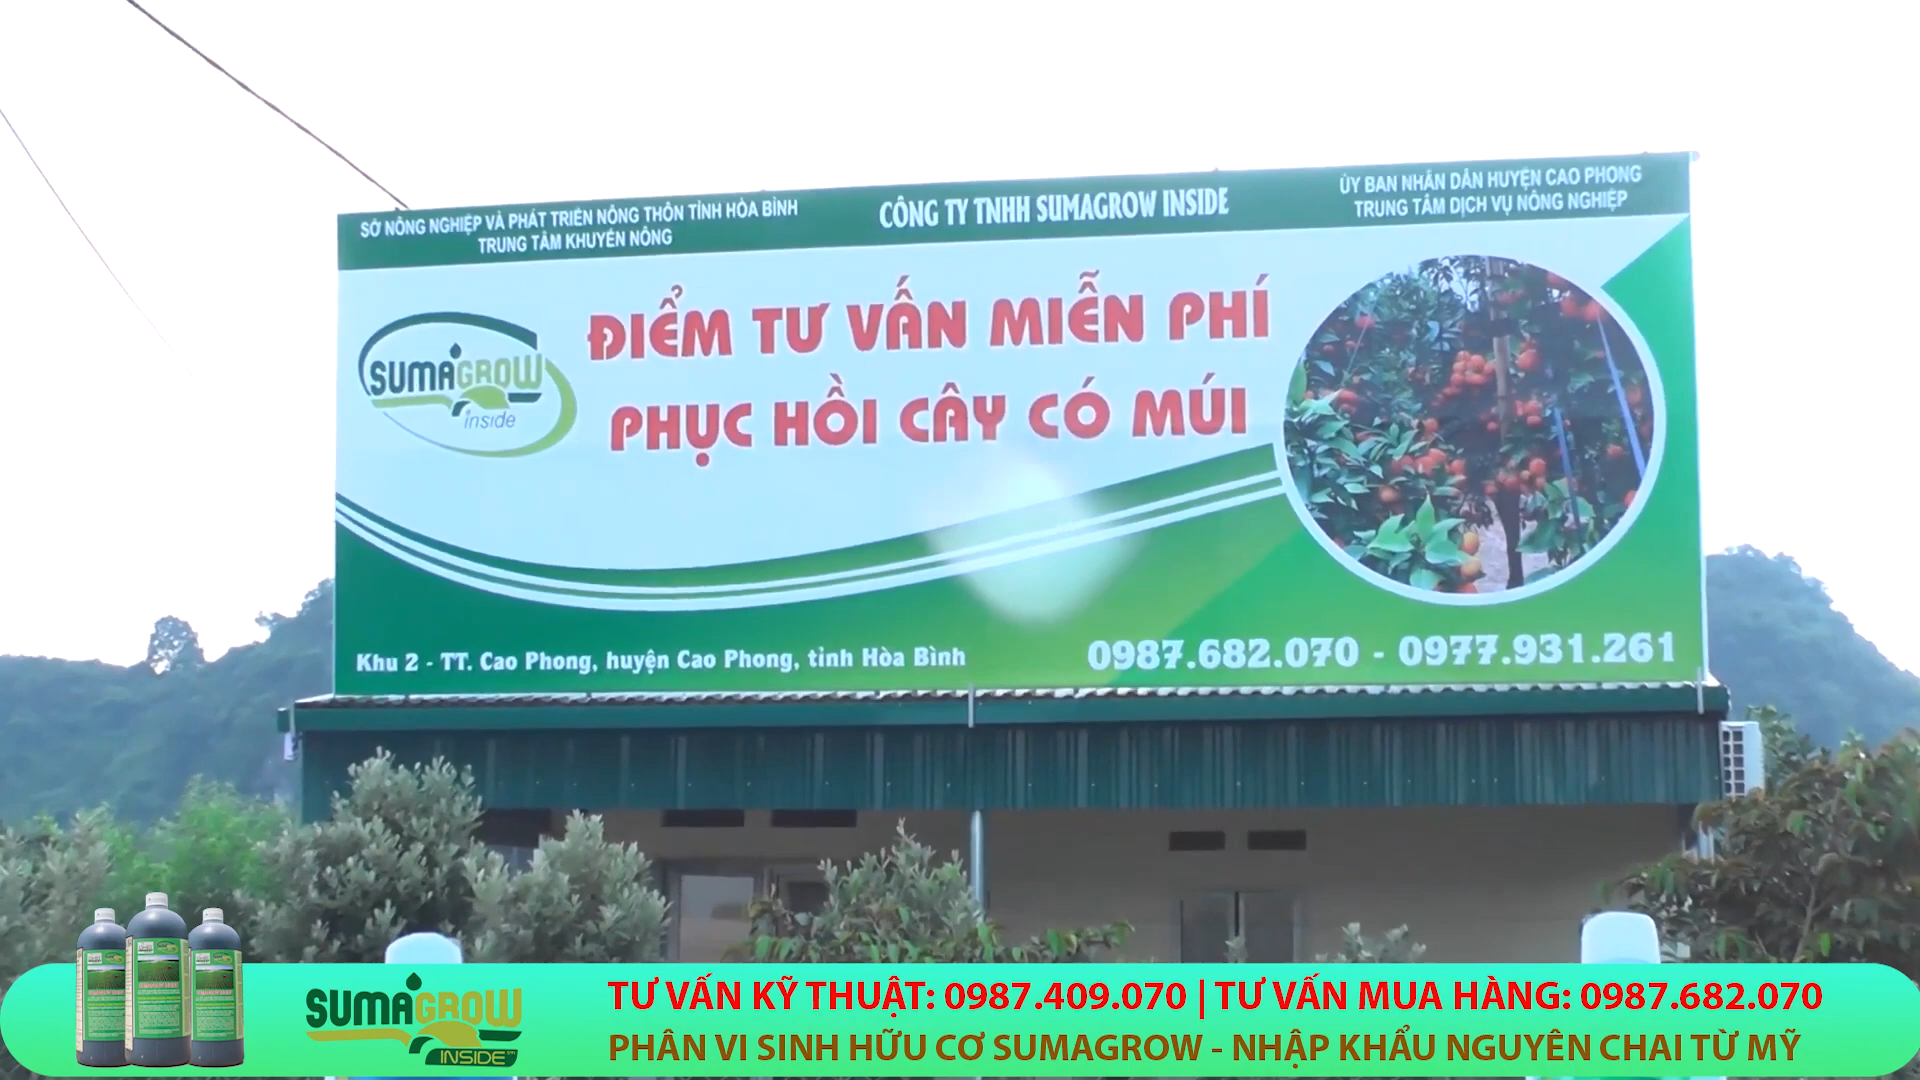 SỞ NÔNG NGHIỆP VÀ PHÁT TRIỂN NÔNG THÔN TỈNH HÒA BÌNH
TRUNG TÂM KHUYẾN NÔNG
CÔNG TY TNHH SUMAGROW INSIDE
ỦY BAN NHÂN DÂN HUYỆN CAO PHONG
TRUNG TÂM DỊCH VỤ NÔNG NGHIỆP
SUMAGROW
inside
ĐIỂM TƯ VẤN MIỄN PHÍ
PHỤC HỒI CÂY CÓ MÚI
Khu 2 - TT. Cao Phong, huyện Cao Phong, tỉnh Hòa Bình
0987.682.070 - 0977.931.261
SUMAGROW
INSIDE™
TƯ VẤN KỸ THUẬT: 0987.409.070 | TƯ VẤN MUA HÀNG: 0987.682.070
PHÂN VI SINH HỮU CƠ SUMAGROW - NHẬP KHẨU NGUYÊN CHAI TỪ MỸ